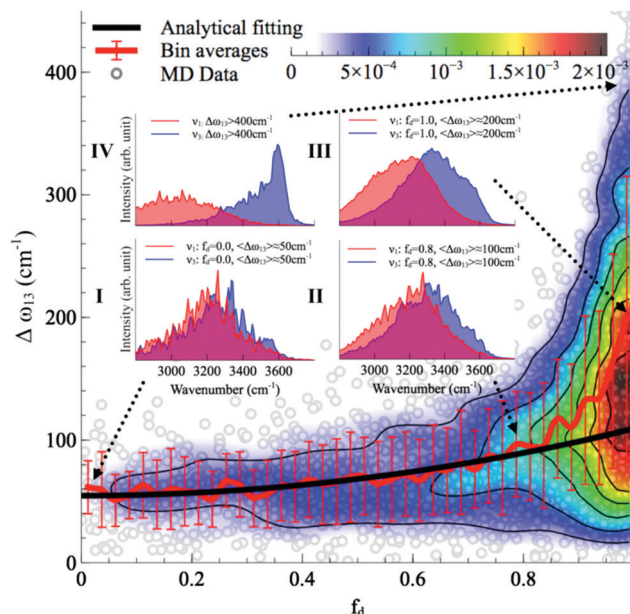 Analytical fitting
Bin averages
MD Data
0 5×10⁻⁴ 10⁻³ 1.5×10⁻³ 2×10⁻³
400
300
200
100
0
Δ ω₁₃ (cm⁻¹)
IV
ν₁: Δω₁₃>400cm⁻¹
ν₃: Δω₁₃>400cm⁻¹
Intensity (arb. unit)
III
ν₁: f_d=1.0, <Δω₁₃>≈200cm⁻¹
ν₃: f_d=1.0, <Δω₁₃>≈200cm⁻¹
I
ν₁: f_d=0.0, <Δω₁₃>≈50cm⁻¹
ν₃: f_d=0.0, <Δω₁₃>≈50cm⁻¹
Intensity (arb. unit)
3000 3200 3400 3600
Wavenumber (cm⁻¹)
II
ν₁: f_d=0.8, <Δω₁₃>≈100cm⁻¹
ν₃: f_d=0.8, <Δω₁₃>≈100cm⁻¹
3000 3200 3400 3600
Wavenumber (cm⁻¹)
0 0.2 0.4 0.6 0.8
f_d